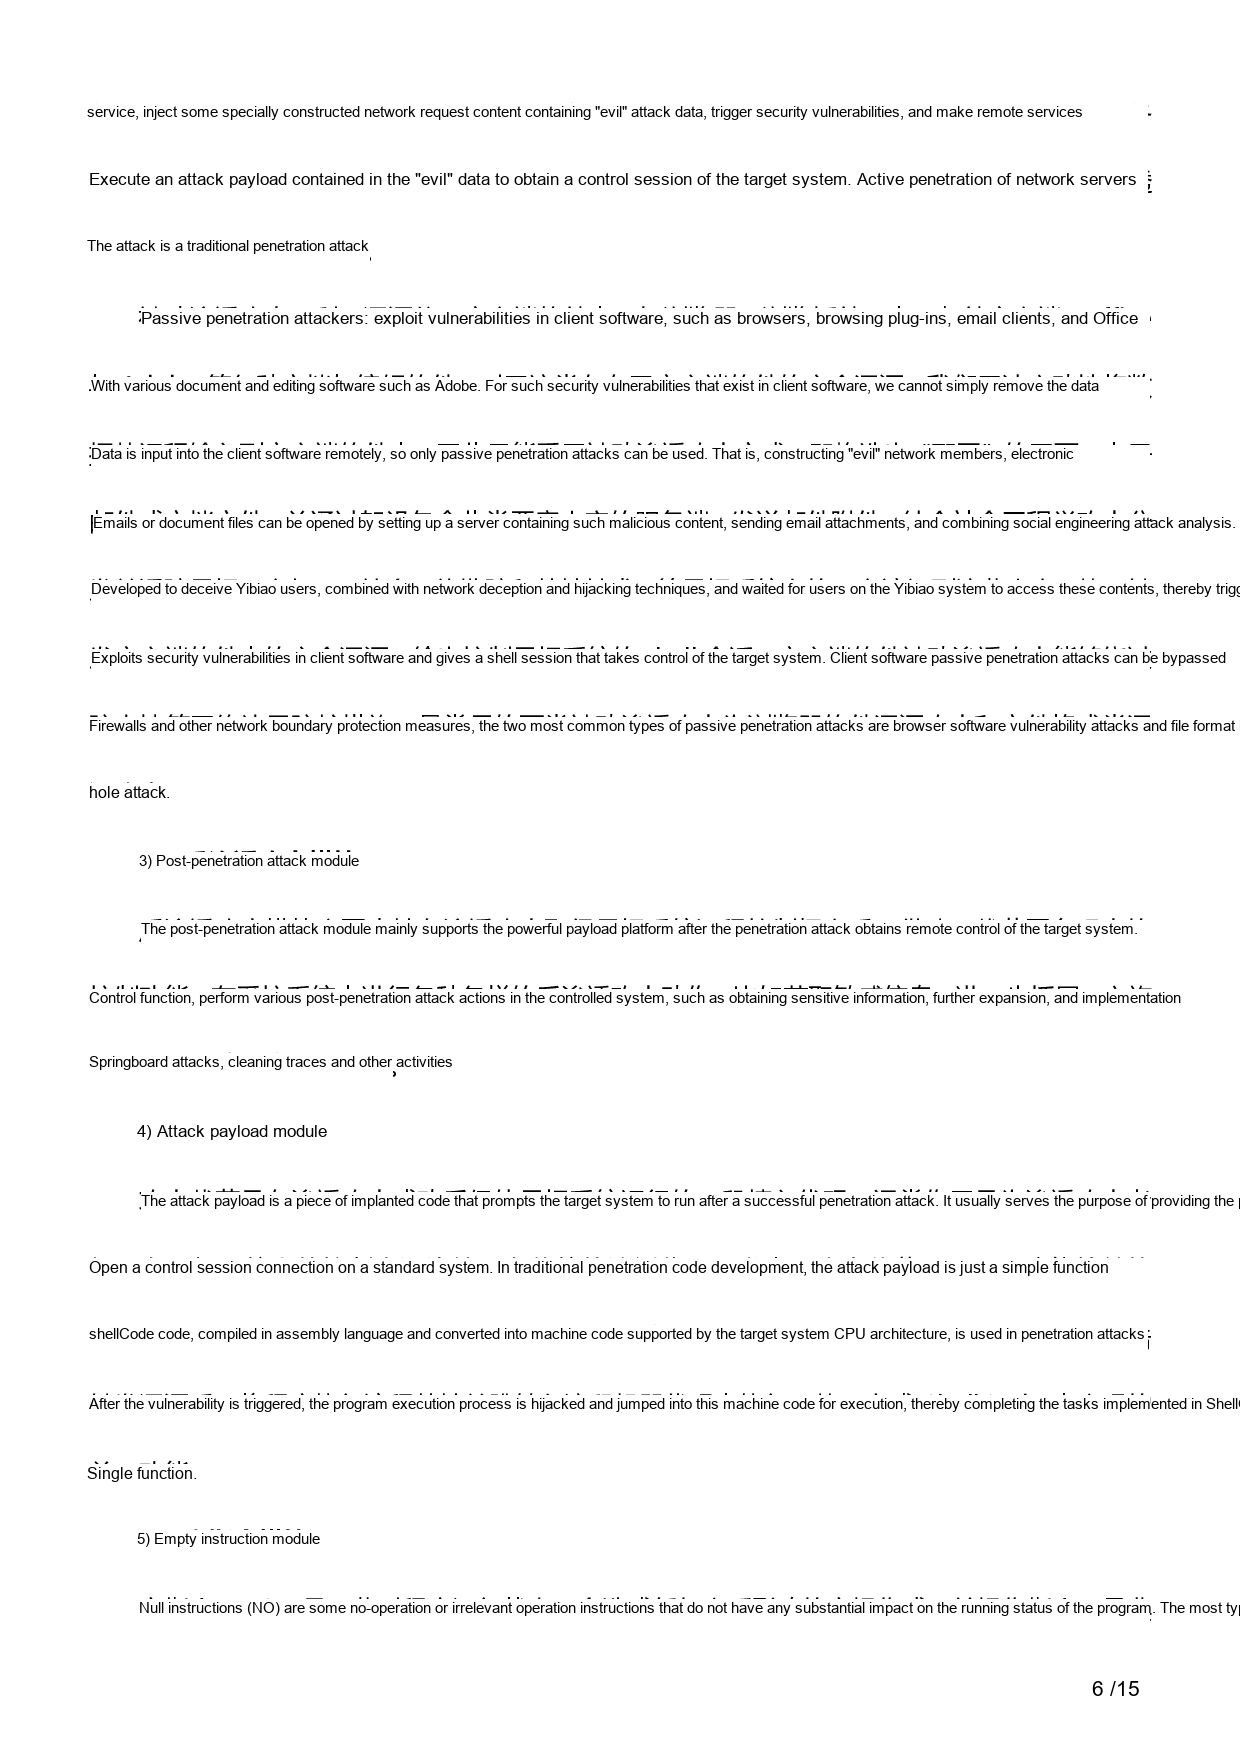 service, inject some specially constructed network request content containing "evil" attack data, trigger security vulnerabilities, and make remote services
Execute an attack payload contained in the "evil" data to obtain a control session of the target system. Active penetration of network servers
The attack is a traditional penetration attack
Passive penetration attackers: exploit vulnerabilities in client software, such as browsers, browsing plug-ins, email clients, and Office
With various document and editing software such as Adobe. For such security vulnerabilities that exist in client software, we cannot simply remove the data
Data is input into the client software remotely, so only passive penetration attacks can be used. That is, constructing "evil" network members, electronic
Emails or document files can be opened by setting up a server containing such malicious content, sending email attachments, and combining social engineering attack analysis.
Developed to deceive Yibiao users, combined with network deception and hijacking techniques, and waited for users on the Yibiao system to access these contents, thereby trigg
Exploits security vulnerabilities in client software and gives a shell session that takes control of the target system. Client software passive penetration attacks can be bypassed
Firewalls and other network boundary protection measures, the two most common types of passive penetration attacks are browser software vulnerability attacks and file format
hole attack.
3) Post-penetration attack module
The post-penetration attack module mainly supports the powerful payload platform after the penetration attack obtains remote control of the target system.
Control function, perform various post-penetration attack actions in the controlled system, such as obtaining sensitive information, further expansion, and implementation
Springboard attacks, cleaning traces and other activities
4) Attack payload module
The attack payload is a piece of implanted code that prompts the target system to run after a successful penetration attack. It usually serves the purpose of providing the
Open a control session connection on a standard system. In traditional penetration code development, the attack payload is just a simple function
shellCode code, compiled in assembly language and converted into machine code supported by the target system CPU architecture, is used in penetration attacks
After the vulnerability is triggered, the program execution process is hijacked and jumped into this machine code for execution, thereby completing the tasks implemented in Shell
Single function.
5) Empty instruction module
Null instructions (NO) are some no-operation or irrelevant operation instructions that do not have any substantial impact on the running status of the program. The most ty
6 /15